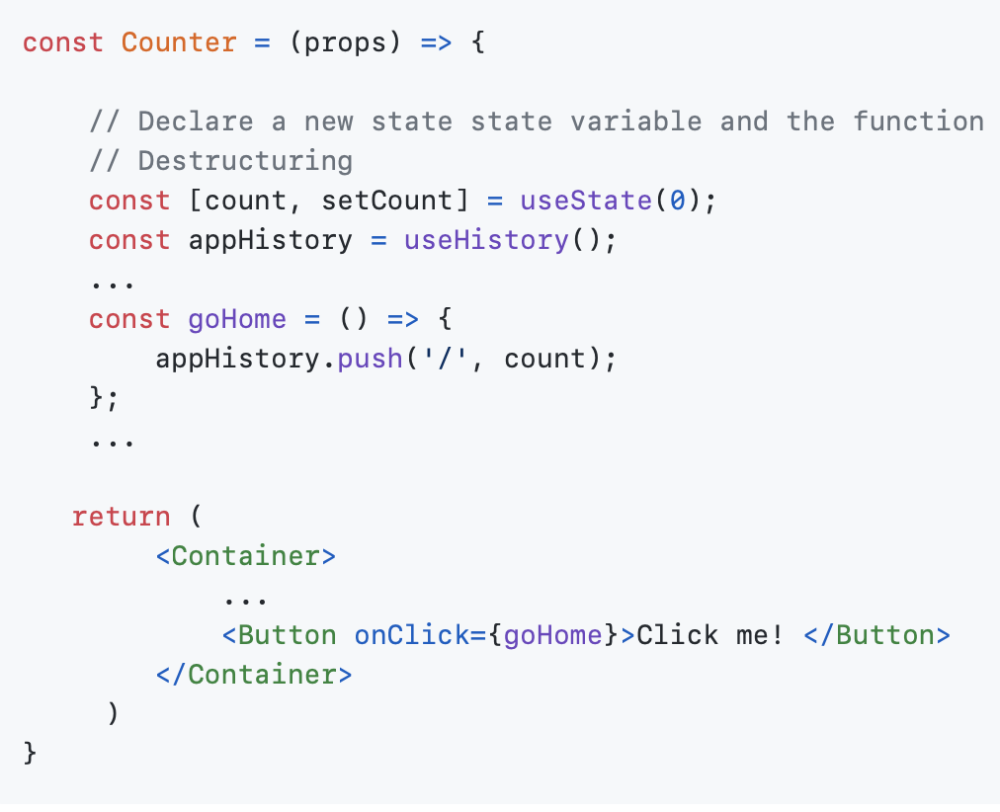 const Counter = (props) => {
// Declare a new state state variable and the function
// Destructuring
const [count, setCount] = useState(0);
const appHistory = useHistory();
...
const goHome = () => {
appHistory.push('/', count);
};
...
return (
<Container>
...
<Button onClick={goHome}>Click me! </Button>
</Container>
)
}